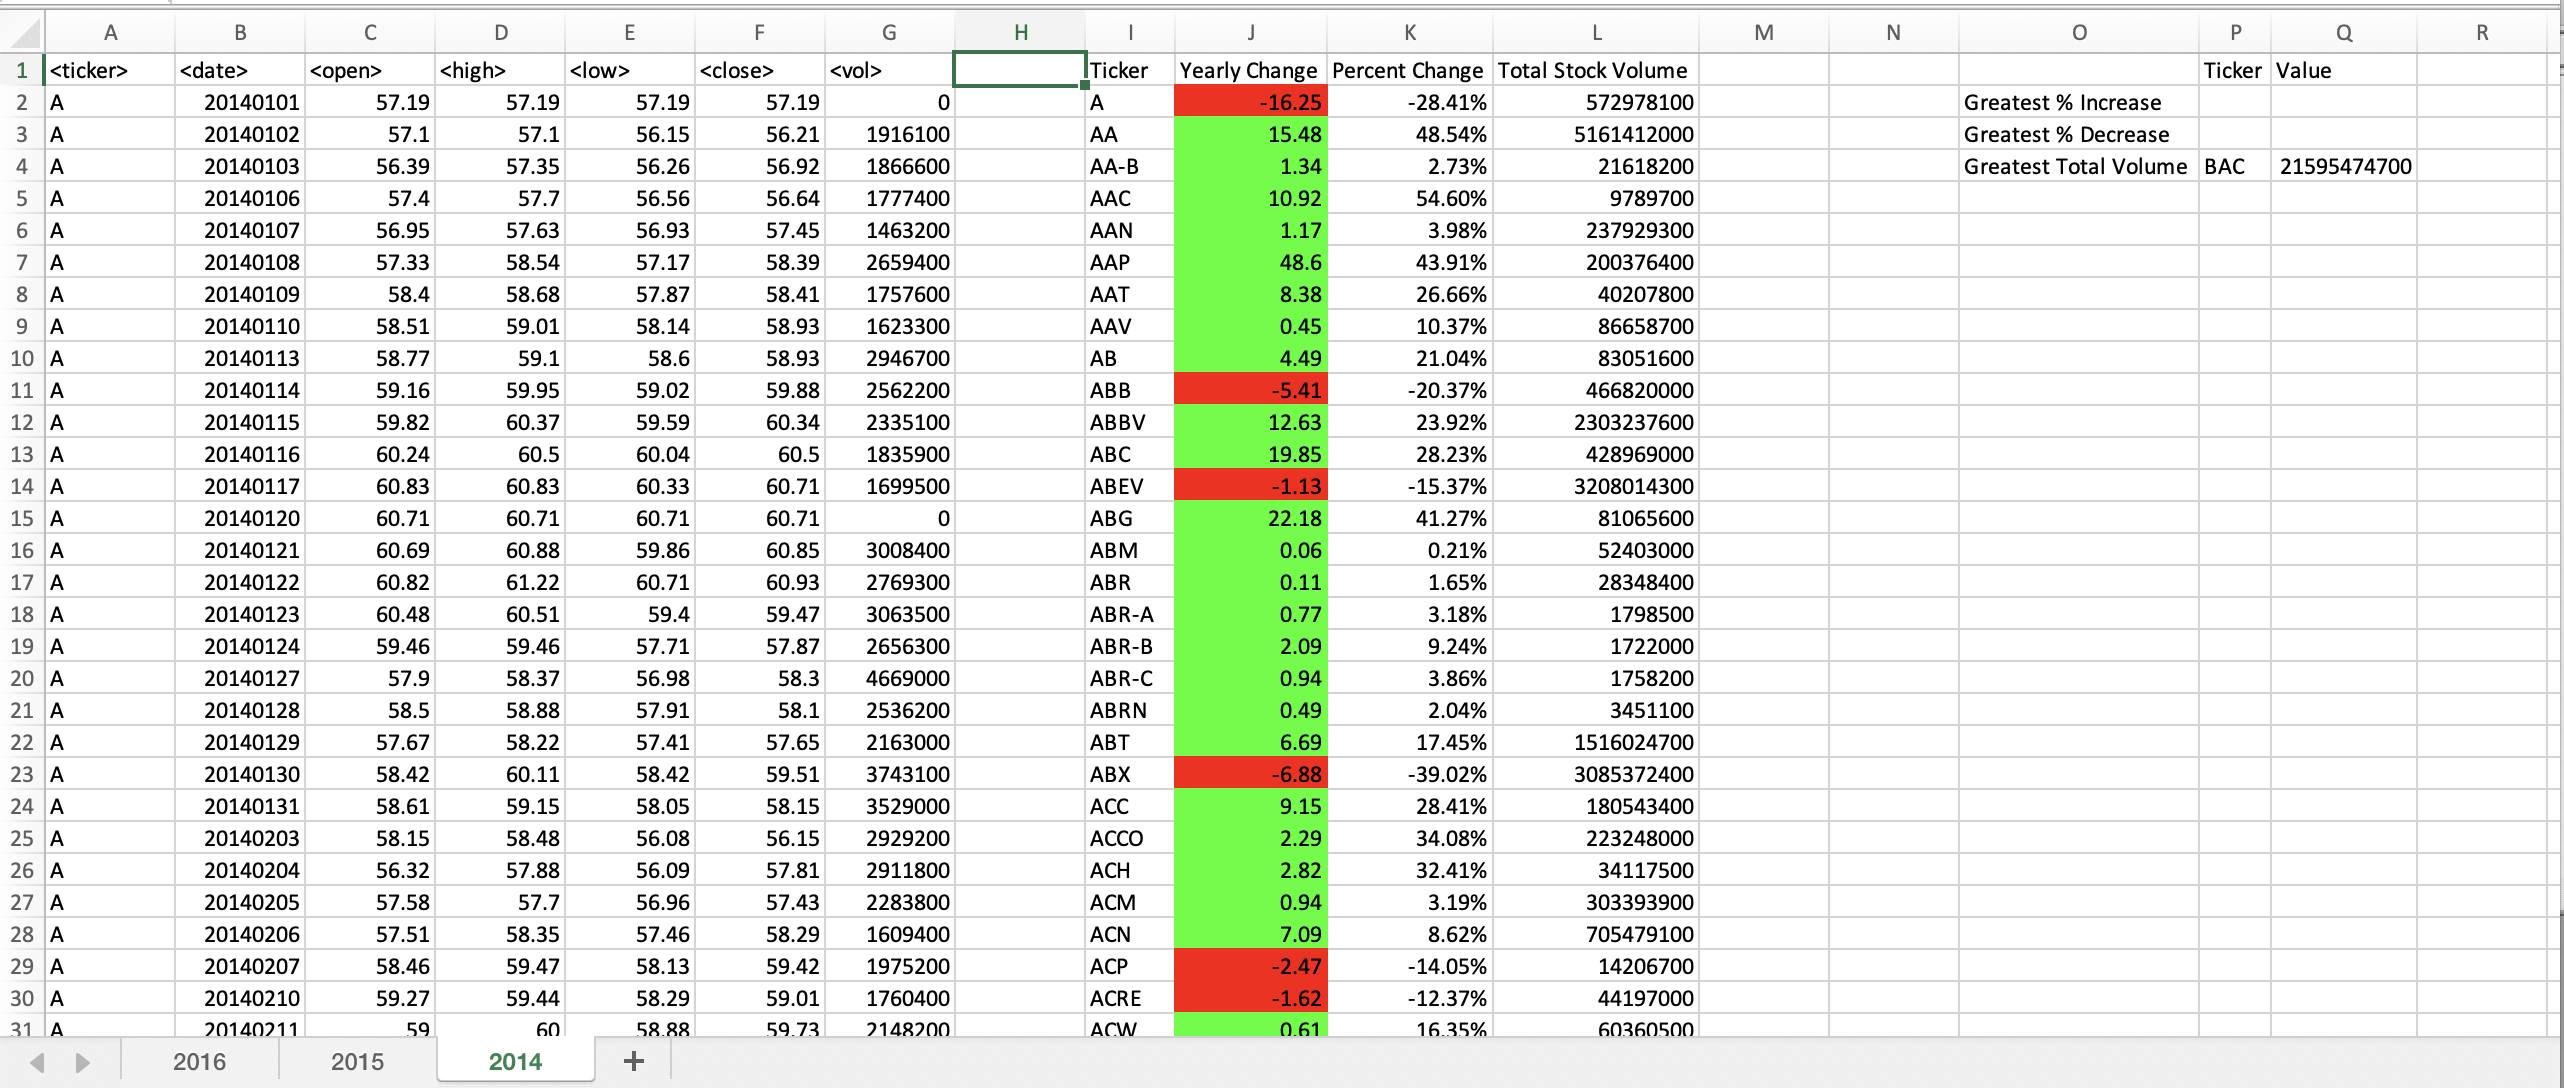 A B C D E F G H I J K L M N O P Q R
1 <ticker> <date> <open> <high> <low> <close> <vol> Ticker Yearly Change Percent Change Total Stock Volume Ticker Value
2 A 20140101 57.19 57.19 57.19 57.19 0 A -16.25 -28.41% 572978100 Greatest % Increase
3 A 20140102 57.1 57.1 56.15 56.21 1916100 AA 15.48 48.54% 5161412000 Greatest % Decrease
4 A 20140103 56.39 57.35 56.26 56.92 1866600 AA-B 1.34 2.73% 21618200 Greatest Total Volume BAC 21595474700
5 A 20140106 57.4 57.7 56.56 56.64 1777400 AAC 10.92 54.60% 9789700
6 A 20140107 56.95 57.63 56.93 57.45 1463200 AAN 1.17 3.98% 237929300
7 A 20140108 57.33 58.54 57.17 58.39 2659400 AAP 48.6 43.91% 200376400
8 A 20140109 58.4 58.68 57.87 58.41 1757600 AAT 8.38 26.66% 40207800
9 A 20140110 58.51 59.01 58.14 58.93 1623300 AAV 0.45 10.37% 86658700
10 A 20140113 58.77 59.1 58.6 58.93 2946700 AB 4.49 21.04% 83051600
11 A 20140114 59.16 59.95 59.02 59.88 2562200 ABB -5.41 -20.37% 466820000
12 A 20140115 59.82 60.37 59.59 60.34 2335100 ABBV 12.63 23.92% 2303237600
13 A 20140116 60.24 60.5 60.04 60.5 1835900 ABC 19.85 28.23% 428969000
14 A 20140117 60.83 60.83 60.33 60.71 1699500 ABEV -1.13 -15.37% 3208014300
15 A 20140120 60.71 60.71 60.71 60.71 0 ABG 22.18 41.27% 81065600
16 A 20140121 60.69 60.88 59.86 60.85 3008400 ABM 0.06 0.21% 52403000
17 A 20140122 60.82 61.22 60.71 60.93 2769300 ABR 0.11 1.65% 28348400
18 A 20140123 60.48 60.51 59.4 59.47 3063500 ABR-A 0.77 3.18% 1798500
19 A 20140124 59.46 59.46 57.71 57.87 2656300 ABR-B 2.09 9.24% 1722000
20 A 20140127 57.9 58.37 56.98 58.3 4669000 ABR-C 0.94 3.86% 1758200
21 A 20140128 58.5 58.88 57.91 58.1 2536200 ABRN 0.49 2.04% 3451100
22 A 20140129 57.67 58.22 57.41 57.65 2163000 ABT 6.69 17.45% 1516024700
23 A 20140130 58.42 60.11 58.42 59.51 3743100 ABX -6.88 -39.02% 3085372400
24 A 20140131 58.61 59.15 58.05 58.15 3529000 ACC 9.15 28.41% 180543400
25 A 20140203 58.15 58.48 56.08 56.15 2929200 ACCO 2.29 34.08% 223248000
26 A 20140204 56.32 57.88 56.09 57.81 2911800 ACH 2.82 32.41% 34117500
27 A 20140205 57.58 57.7 56.96 57.43 2283800 ACM 0.94 3.19% 303393900
28 A 20140206 57.51 58.35 57.46 58.29 1609400 ACN 7.09 8.62% 705479100
29 A 20140207 58.46 59.47 58.13 59.42 1975200 ACP -2.47 -14.05% 14206700
30 A 20140210 59.27 59.44 58.29 59.01 1760400 ACRE -1.62 -12.37% 44197000
31 A 20140211 59 60 58.88 59.73 2148200 ACW 0.61 16.35% 60360500
2016 2015 2014 +